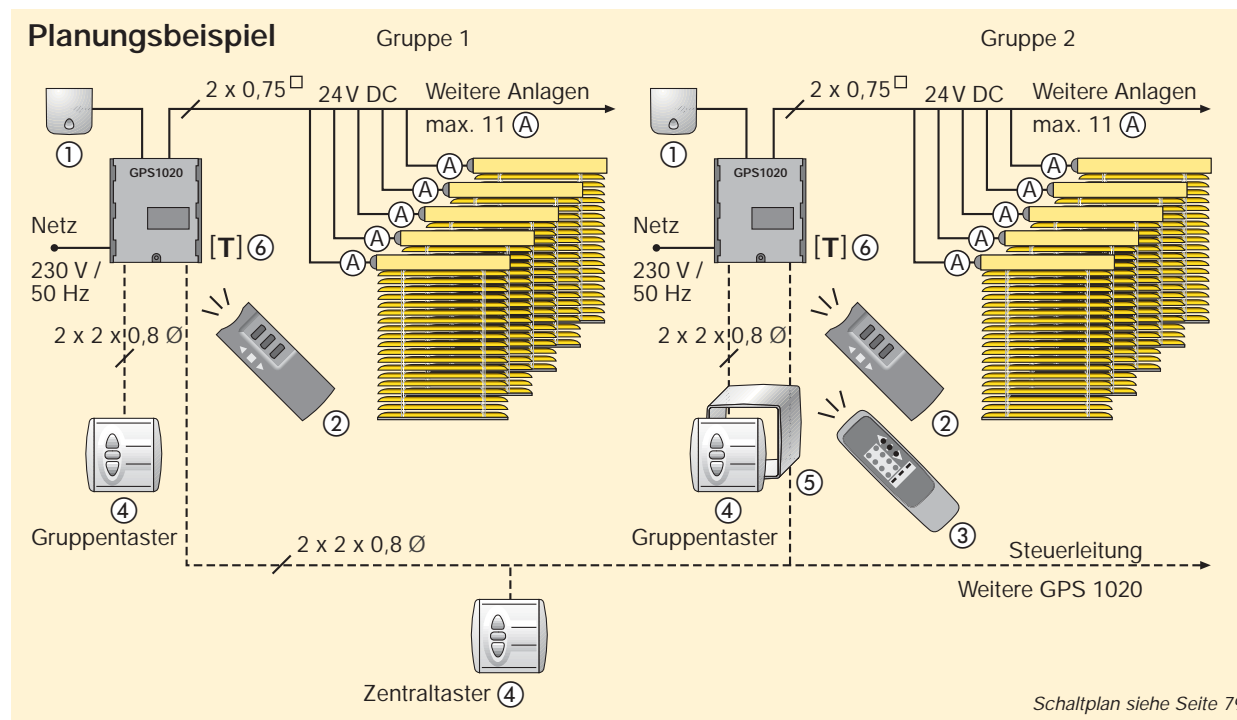 Planungsbeispiel
Gruppe 1
Gruppe 2
2 x 0,75 □
24V DC
Weitere Anlagen
max. 11 Ⓐ
①
GPS1020
Ⓐ
Ⓐ
Ⓐ
Ⓐ
Ⓐ
Netz
230 V /
50 Hz
[T] ⑥
2 x 2 x 0,8 Ø
②
④
Gruppentaster
2 x 0,75 □
24V DC
Weitere Anlagen
max. 11 Ⓐ
①
GPS1020
Ⓐ
Ⓐ
Ⓐ
Ⓐ
Ⓐ
Netz
230 V /
50 Hz
[T] ⑥
2 x 2 x 0,8 Ø
②
⑤
④
Gruppentaster
③
2 x 2 x 0,8 Ø
Steuerleitung
Weitere GPS 1020
Zentraltaster ④
Schaltplan siehe Seite 79